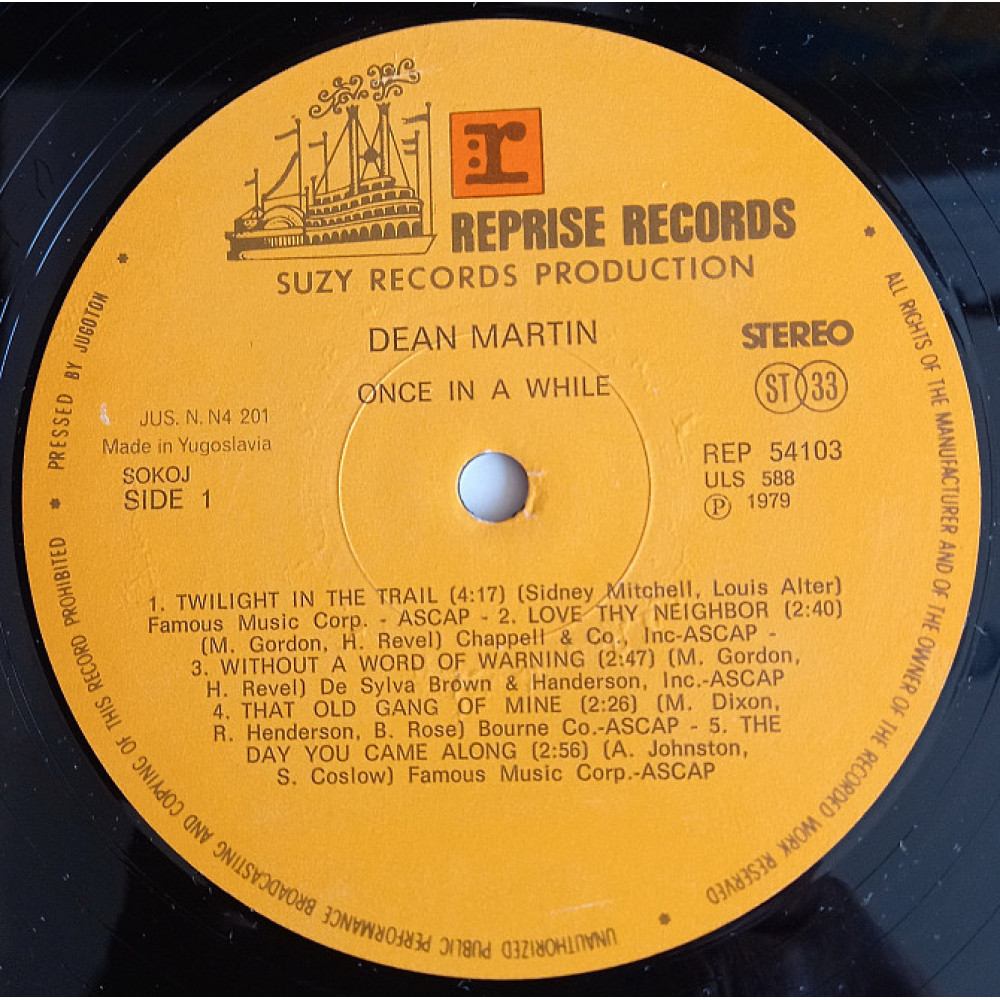 r
REPRISE RECORDS
SUZY RECORDS PRODUCTION
DEAN MARTIN
ONCE IN A WHILE
STEREO
ST 33
JUS. N. N4 201
Made in Yugoslavia
SOKOJ
SIDE 1
REP 54103
ULS 588
Ⓟ 1979
1. TWILIGHT IN THE TRAIL (4:17) (Sidney Mitchell, Louis Alter)
Famous Music Corp. - ASCAP - 2. LOVE THY NEIGHBOR (2:40)
(M. Gordon, H. Revel) Chappell & Co., Inc-ASCAP -
3. WITHOUT A WORD OF WARNING (2:47) (M. Gordon,
H. Revel) De Sylva Brown & Handerson, Inc.-ASCAP
4. THAT OLD GANG OF MINE (2:26) (M. Dixon,
R. Henderson, B. Rose) Bourne Co.-ASCAP - 5. THE
DAY YOU CAME ALONG (2:56) (A. Johnston,
S. Coslow) Famous Music Corp.-ASCAP
* ALL RIGHTS OF THE MANUFACTURER AND OF THE OWNER OF THE RECORDED WORK RESERVED * UNAUTHORIZED PUBLIC PERFORMANCE BROADCASTING AND COPYING OF THIS RECORD PROHIBITED * PRESSED BY JUGOTON *